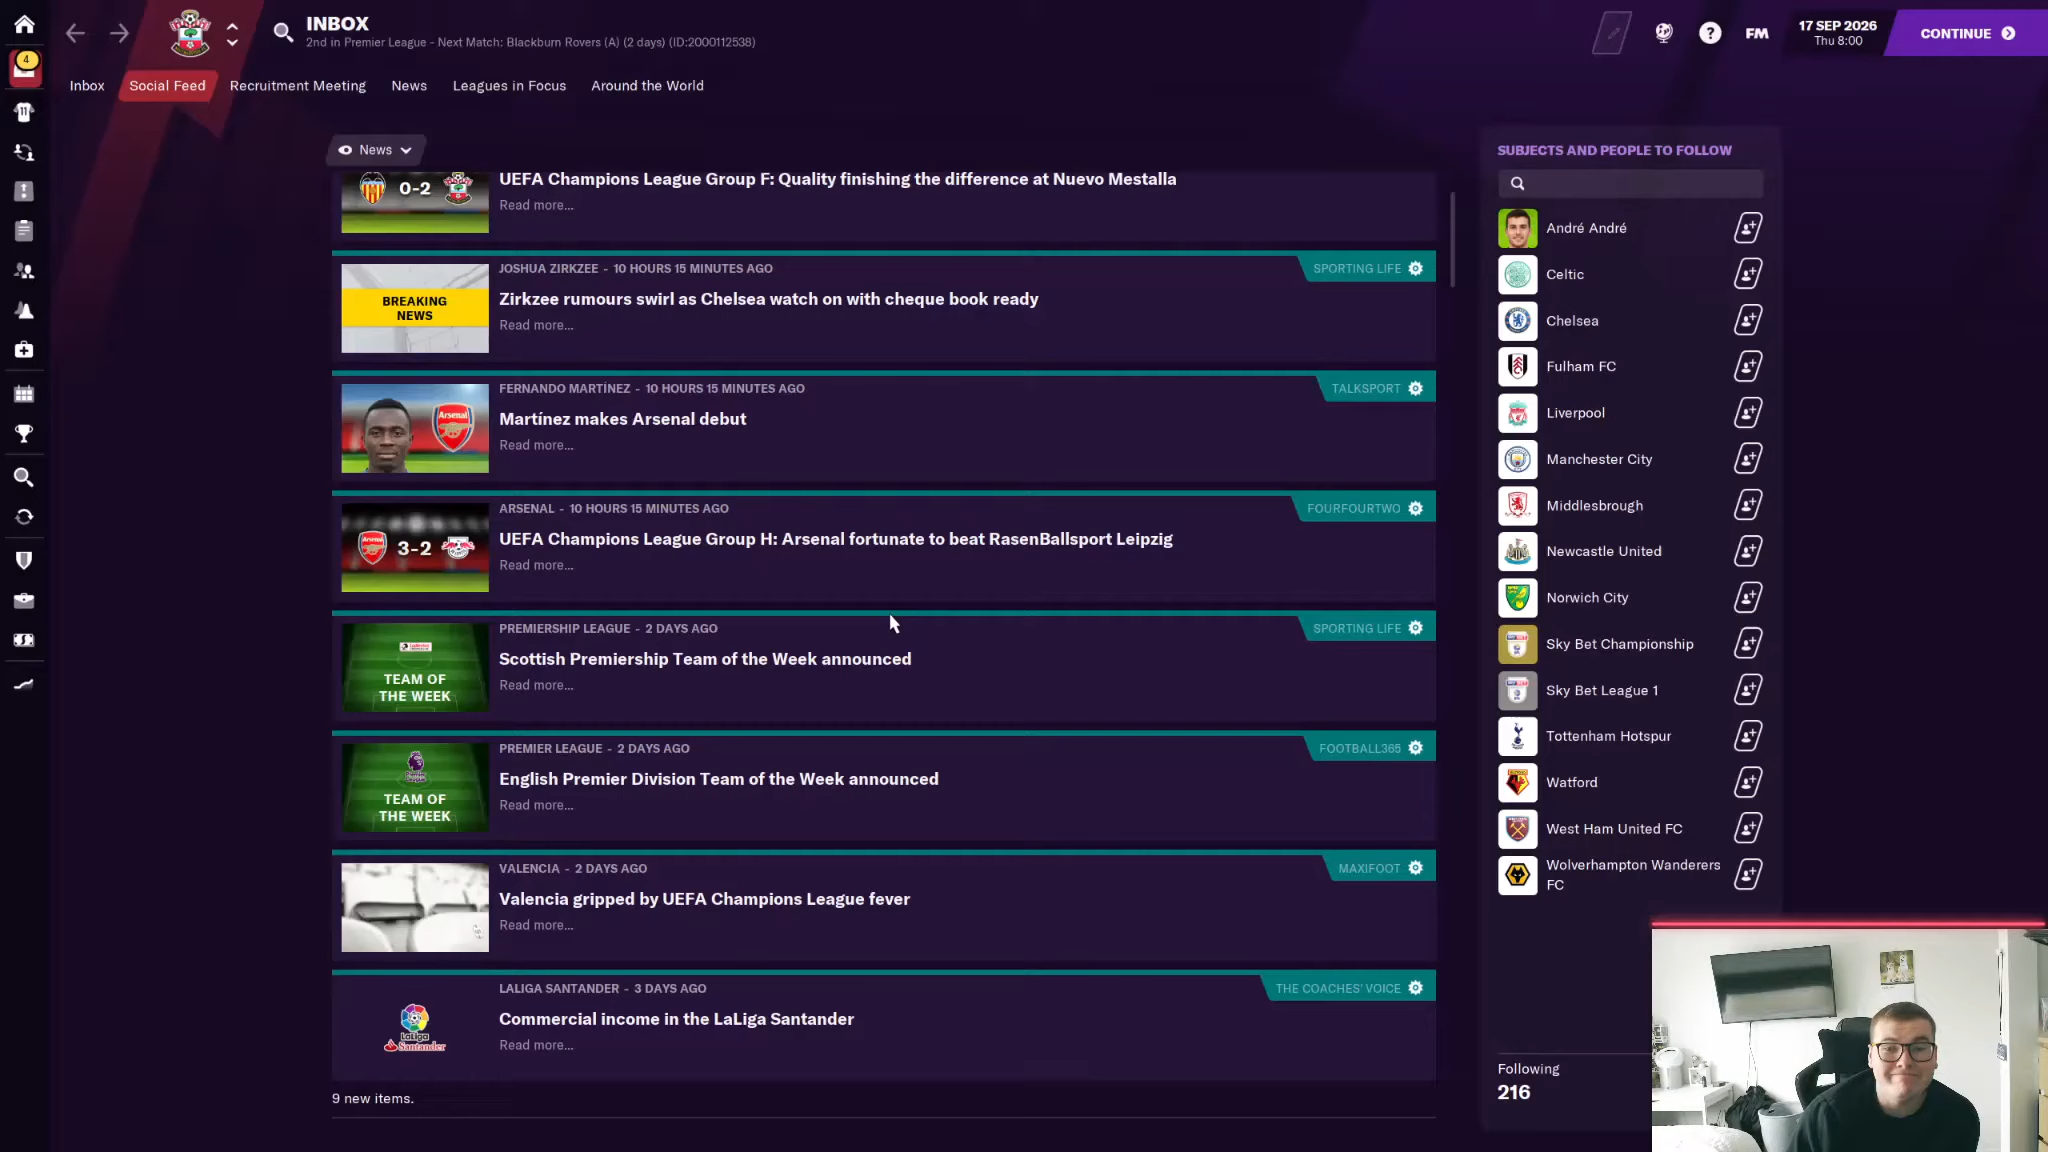 INBOX
2nd in Premier League - Next Match: Blackburn Rovers (A) (2 days) (ID:2000112538)
FM
17 SEP 2026
Thu 8:00
CONTINUE
4
Inbox
Social Feed
Recruitment Meeting
News
Leagues in Focus
Around the World
News
0-2
UEFA Champions League Group F: Quality finishing the difference at Nuevo Mestalla
Read more...
JOSHUA ZIRKZEE - 10 HOURS 15 MINUTES AGO
SPORTING LIFE
BREAKING
NEWS
Zirkzee rumours swirl as Chelsea watch on with cheque book ready
Read more...
FERNANDO MARTÍNEZ - 10 HOURS 15 MINUTES AGO
TALKSPORT
Arsenal
Martínez makes Arsenal debut
Read more...
ARSENAL - 10 HOURS 15 MINUTES AGO
FOURFOURTWO
3-2
UEFA Champions League Group H: Arsenal fortunate to beat RasenBallsport Leipzig
Read more...
PREMIERSHIP LEAGUE - 2 DAYS AGO
SPORTING LIFE
TEAM OF
THE WEEK
Scottish Premiership Team of the Week announced
Read more...
PREMIER LEAGUE - 2 DAYS AGO
FOOTBALL365
TEAM OF
THE WEEK
English Premier Division Team of the Week announced
Read more...
VALENCIA - 2 DAYS AGO
MAXIFOOT
Valencia gripped by UEFA Champions League fever
Read more...
LALIGA SANTANDER - 3 DAYS AGO
THE COACHES' VOICE
LaLiga
Santander
Commercial income in the LaLiga Santander
Read more...
9 new items.
SUBJECTS AND PEOPLE TO FOLLOW
André André
Celtic
Chelsea
Fulham FC
Liverpool
Manchester City
Middlesbrough
Newcastle United
Norwich City
Sky Bet Championship
Sky Bet League 1
Tottenham Hotspur
Watford
West Ham United FC
Wolverhampton Wanderers
FC
Following
216